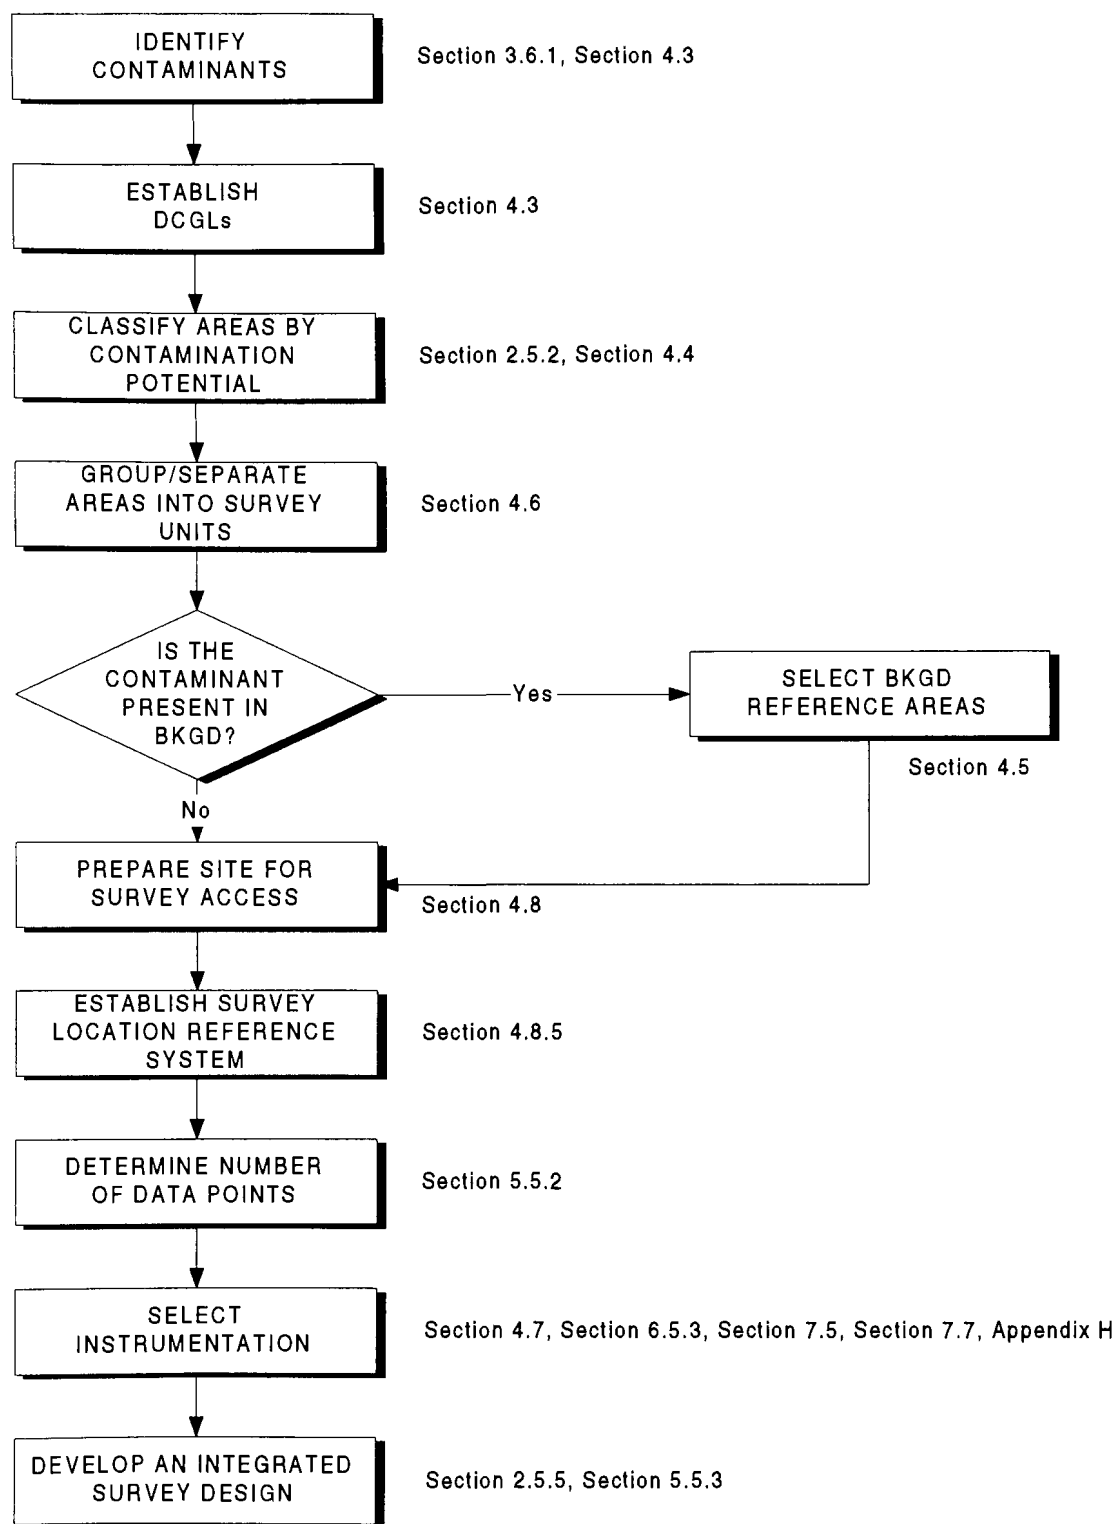 IDENTIFY
CONTAMINANTS
Section 3.6.1, Section 4.3
ESTABLISH
DCGLs
Section 4.3
CLASSIFY AREAS BY
CONTAMINATION
POTENTIAL
Section 2.5.2, Section 4.4
GROUP/SEPARATE
AREAS INTO SURVEY
UNITS
Section 4.6
IS THE
CONTAMINANT
PRESENT IN
BKGD?
Yes
SELECT BKGD
REFERENCE AREAS
Section 4.5
No
PREPARE SITE FOR
SURVEY ACCESS
Section 4.8
ESTABLISH SURVEY
LOCATION REFERENCE
SYSTEM
Section 4.8.5
DETERMINE NUMBER
OF DATA POINTS
Section 5.5.2
SELECT
INSTRUMENTATION
Section 4.7, Section 6.5.3, Section 7.5, Section 7.7, Appendix H
DEVELOP AN INTEGRATED
SURVEY DESIGN
Section 2.5.5, Section 5.5.3